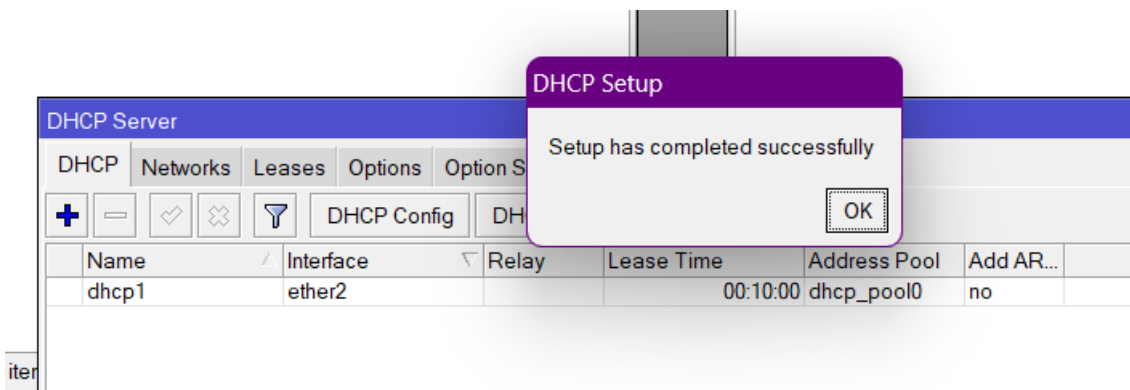 DHCP Setup
Setup has completed successfully
OK
DHCP Server
DHCP Networks Leases Options Option S
DHCP Config DH
Name Interface Relay Lease Time Address Pool Add AR...
dhcp1 ether2 00:10:00 dhcp_pool0 no
iter